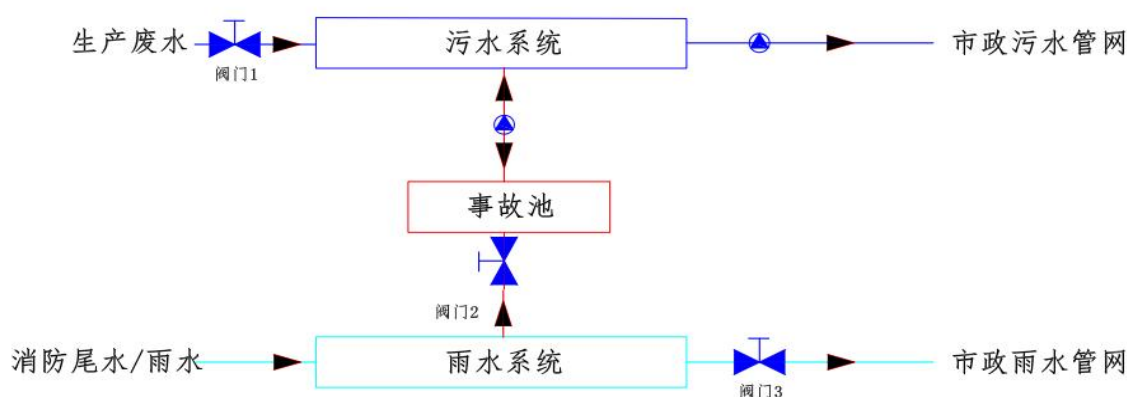 生产废水
阀门1
污水系统
市政污水管网
事故池
阀门2
消防尾水/雨水
雨水系统
阀门3
市政雨水管网